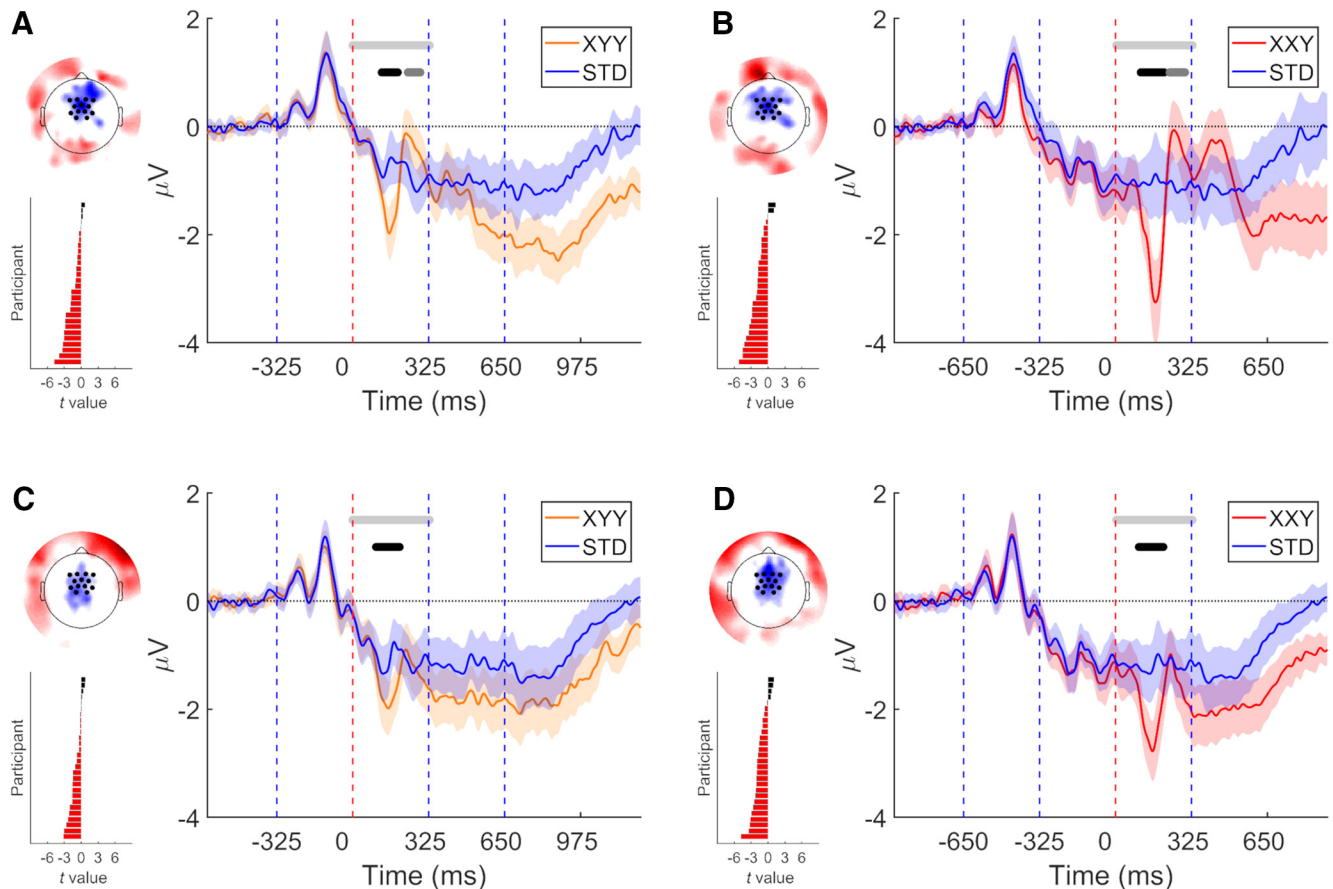 A
2
0
-2
-4
μV
XYY
STD
-325
0
325
650
975
Time (ms)
Participant
-6 -3 0 3 6
t value
B
2
0
-2
-4
μV
XXY
STD
-650
-325
0
325
650
Time (ms)
Participant
-6 -3 0 3 6
t value
C
2
0
-2
-4
μV
XYY
STD
-325
0
325
650
975
Time (ms)
Participant
-6 -3 0 3 6
t value
D
2
0
-2
-4
μV
XXY
STD
-650
-325
0
325
650
Time (ms)
Participant
-6 -3 0 3 6
t value